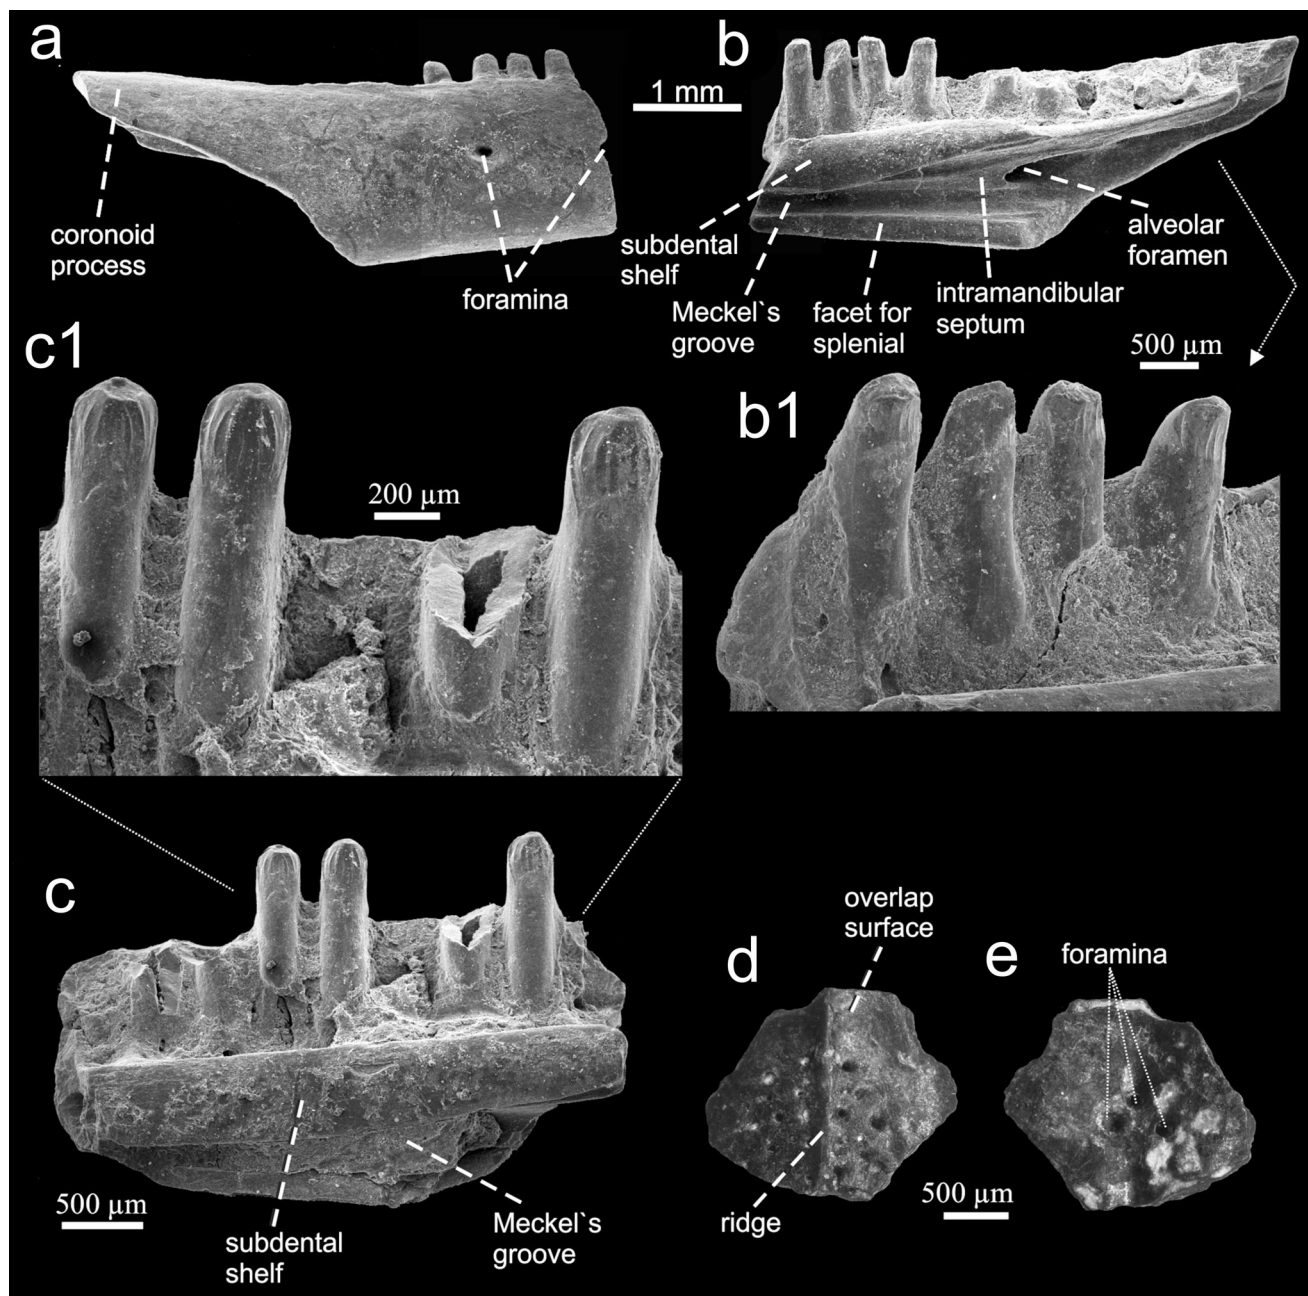 a
b
1 mm
coronoid
process
foramina
subdental
shelf
Meckel`s
groove
facet for
splenial
intramandibular
septum
alveolar
foramen
c1
500 µm
b1
200 µm
c
overlap
surface
d
e
foramina
ridge
500 µm
500 µm
subdental
shelf
Meckel`s
groove